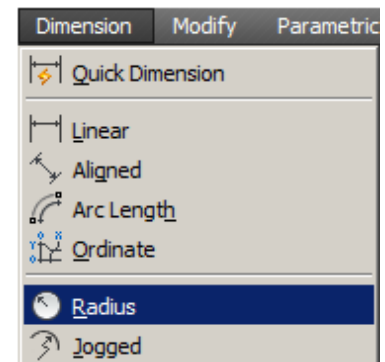 Dimension Modify Parametric
Quick Dimension
Linear
Aligned
Arc Length
Ordinate
Radius
Jogged